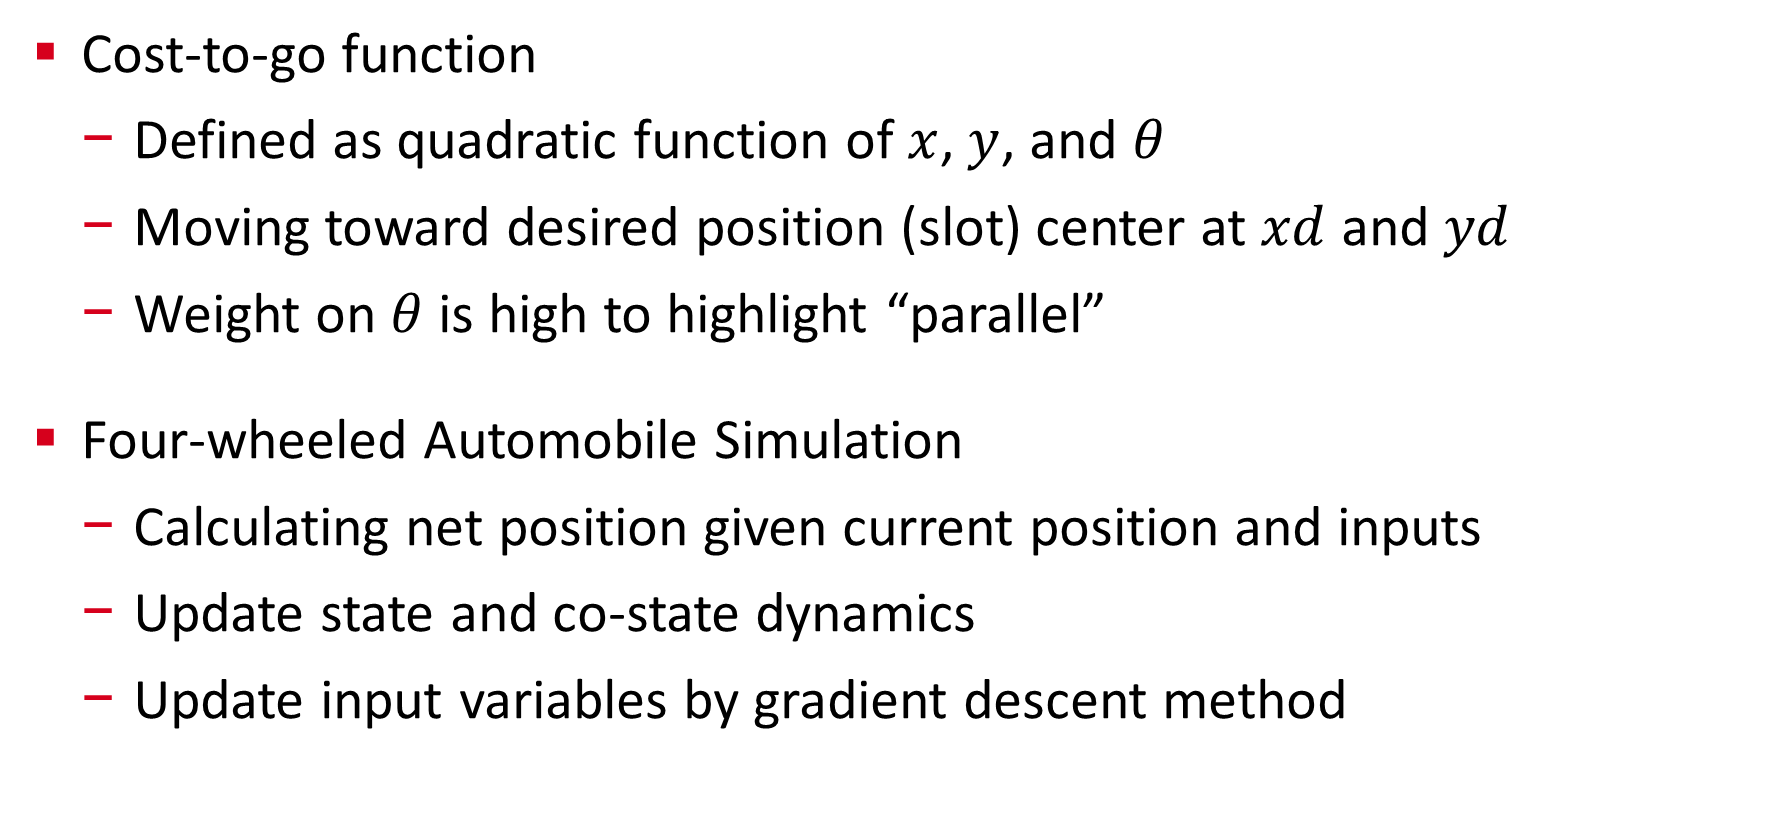 ▪ Cost-to-go function
– Defined as quadratic function of x, y, and θ
– Moving toward desired position (slot) center at xd and yd
– Weight on θ is high to highlight “parallel”
▪ Four-wheeled Automobile Simulation
– Calculating net position given current position and inputs
– Update state and co-state dynamics
– Update input variables by gradient descent method